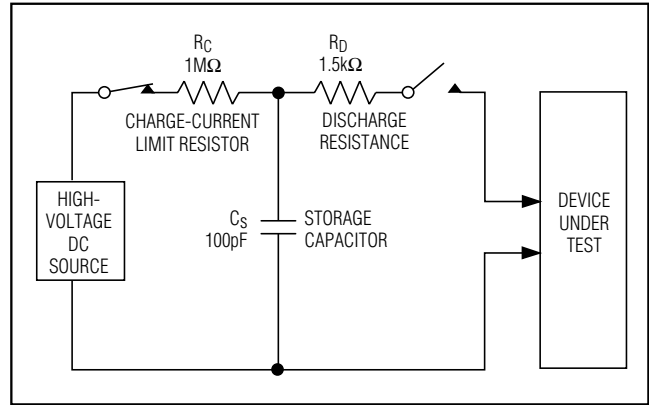 R_C
1MΩ
R_D
1.5kΩ
CHARGE-CURRENT
LIMIT RESISTOR
DISCHARGE
RESISTANCE
HIGH-
VOLTAGE
DC
SOURCE
C_S
100pF
STORAGE
CAPACITOR
DEVICE
UNDER
TEST